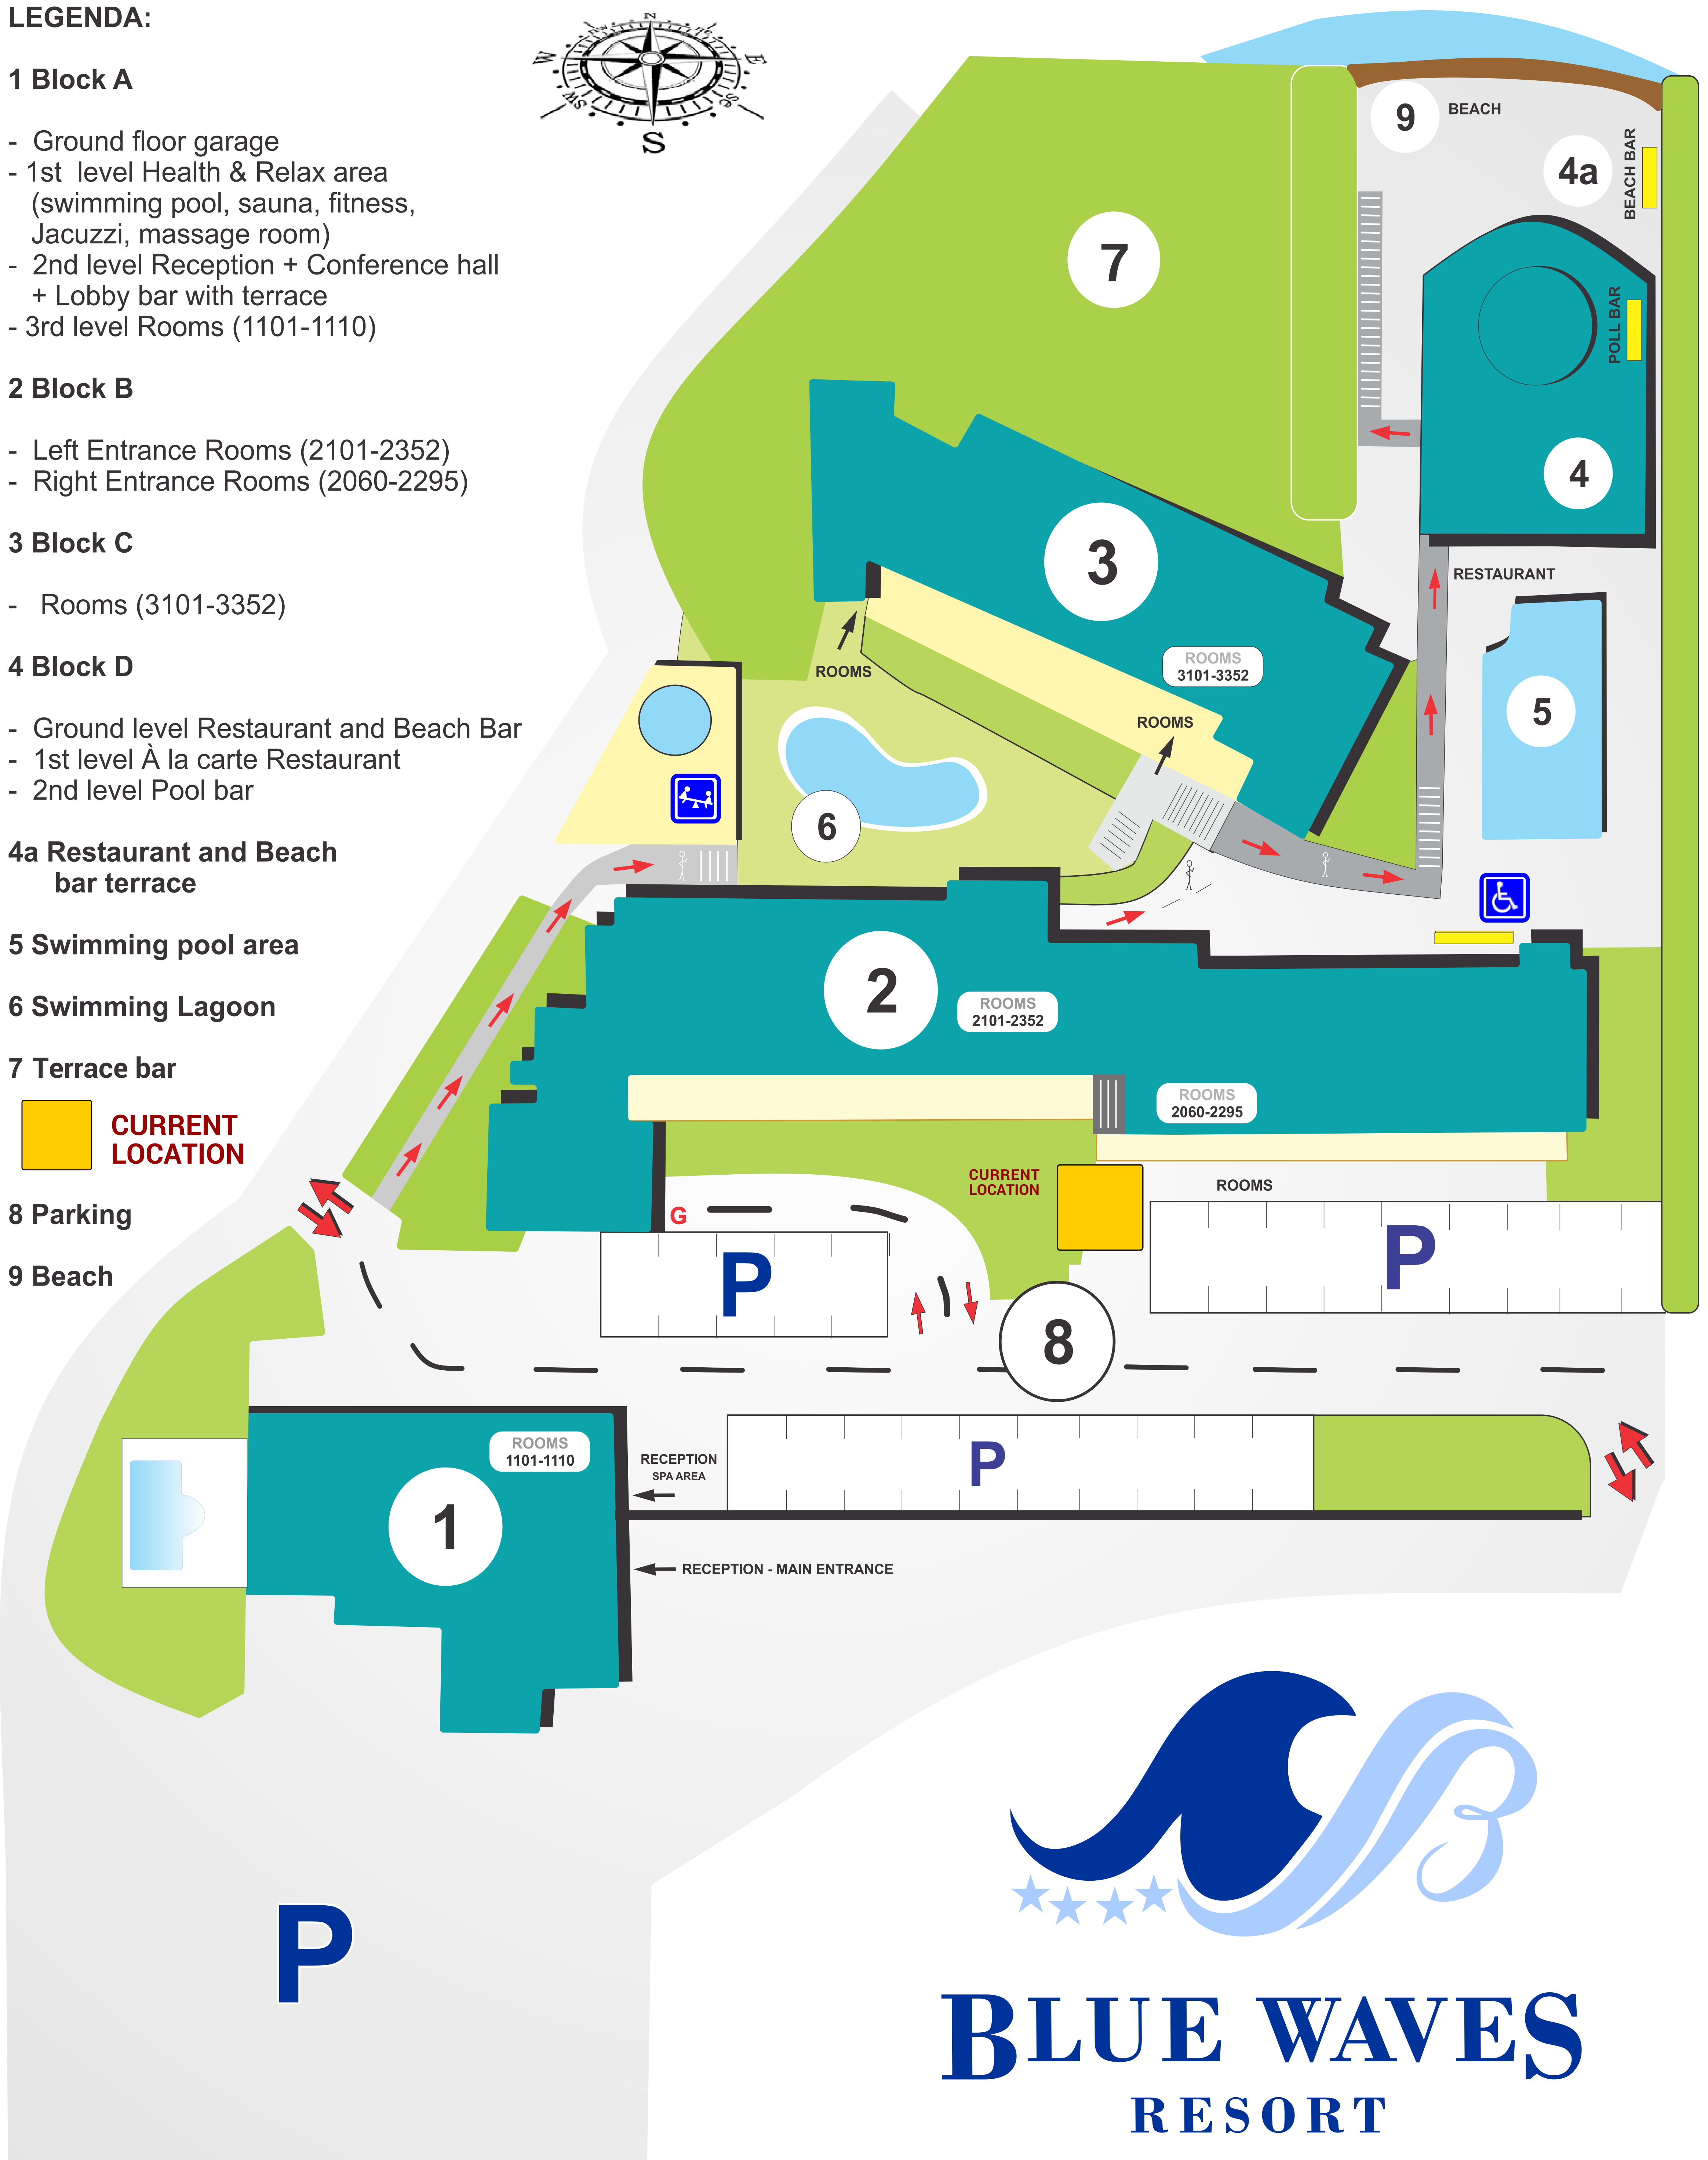 LEGENDA:
1 Block A
- Ground floor garage
- 1st level Health & Relax area
(swimming pool, sauna, fitness,
Jacuzzi, massage room)
- 2nd level Reception + Conference hall
+ Lobby bar with terrace
- 3rd level Rooms (1101-1110)
2 Block B
- Left Entrance Rooms (2101-2352)
- Right Entrance Rooms (2060-2295)
3 Block C
- Rooms (3101-3352)
4 Block D
- Ground level Restaurant and Beach Bar
- 1st level À la carte Restaurant
- 2nd level Pool bar
4a Restaurant and Beach
bar terrace
5 Swimming pool area
6 Swimming Lagoon
7 Terrace bar
CURRENT
LOCATION
8 Parking
9 Beach
N
W
E
SW
Se
S
9
BEACH
4a
BEACH BAR
7
POLL BAR
4
3
RESTAURANT
ROOMS
ROOMS
3101-3352
5
ROOMS
6
2
ROOMS
2101-2352
ROOMS
2060-2295
CURRENT
LOCATION
ROOMS
G
P
P
8
ROOMS
1101-1110
RECEPTION
SPA AREA
P
1
RECEPTION - MAIN ENTRANCE
P
B
BLUE WAVES
RESORT